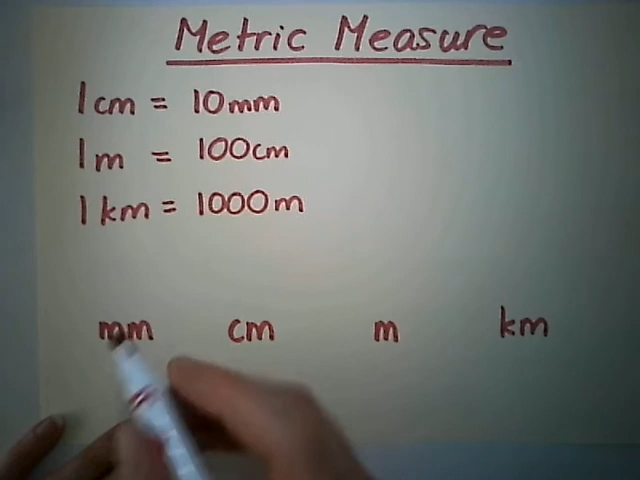 Metric Measure
1cm = 10mm
1m = 100cm
1km = 1000m
mm cm m km